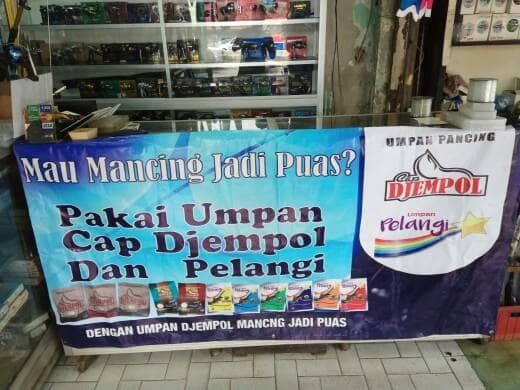 Mau Mancing Jadi Puas?
Pakai Umpan
Cap Djempol
Dan Pelangi
DENGAN UMPAN DJEMPOL MANCNG JADI PUAS
UMPAN PANCING
Cap
DJEMPOL
Umpan
Pelangi